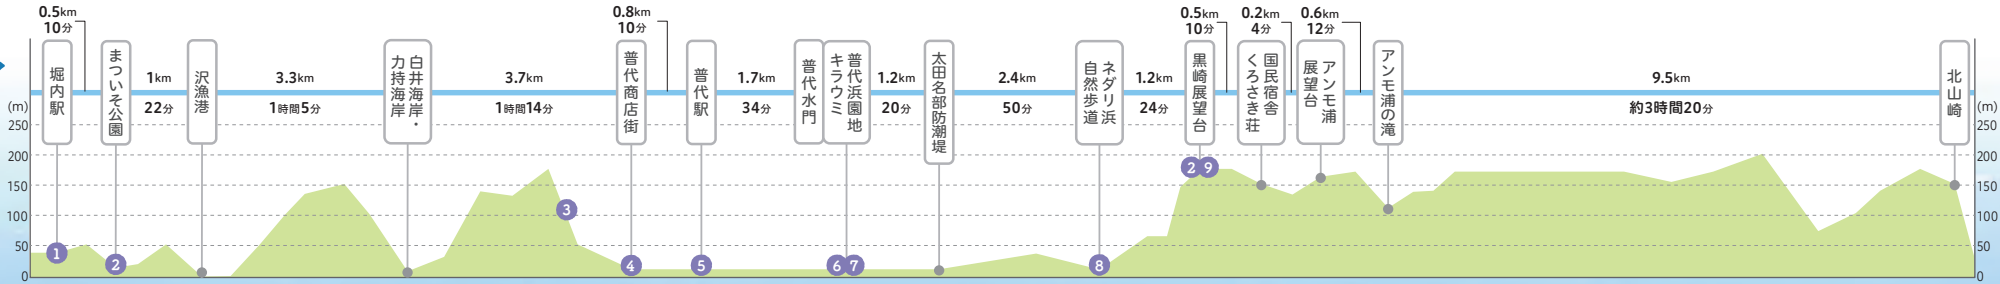 0.5km
10分
0.8km
10分
0.5km
10分
0.2km
4分
0.6km
12分
堀内駅
まついそ公園
沢漁港
白井海岸・
力持海岸
普代商店街
普代駅
普代水門
普代浜園地
キラウミ
太田名部防潮堤
ネダリ浜
自然歩道
黒崎展望台
国民宿舎
くろさき荘
アンモ浦
展望台
アンモ浦の滝
北山崎
1km
22分
3.3km
1時間5分
3.7km
1時間14分
1.7km
34分
1.2km
20分
2.4km
50分
1.2km
24分
9.5km
約3時間20分
(m)
250
200
150
100
50
0
(m)
250
200
150
100
50
0
1
2
3
4
5
6 7
8
2 9